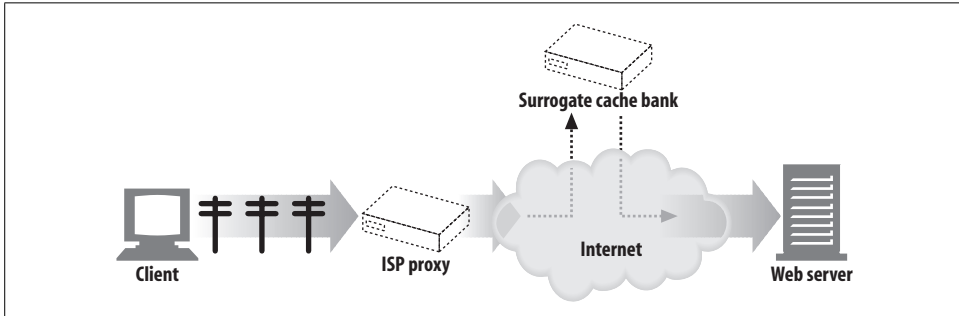 Surrogate cache bank
Client
ISP proxy
Internet
Web server